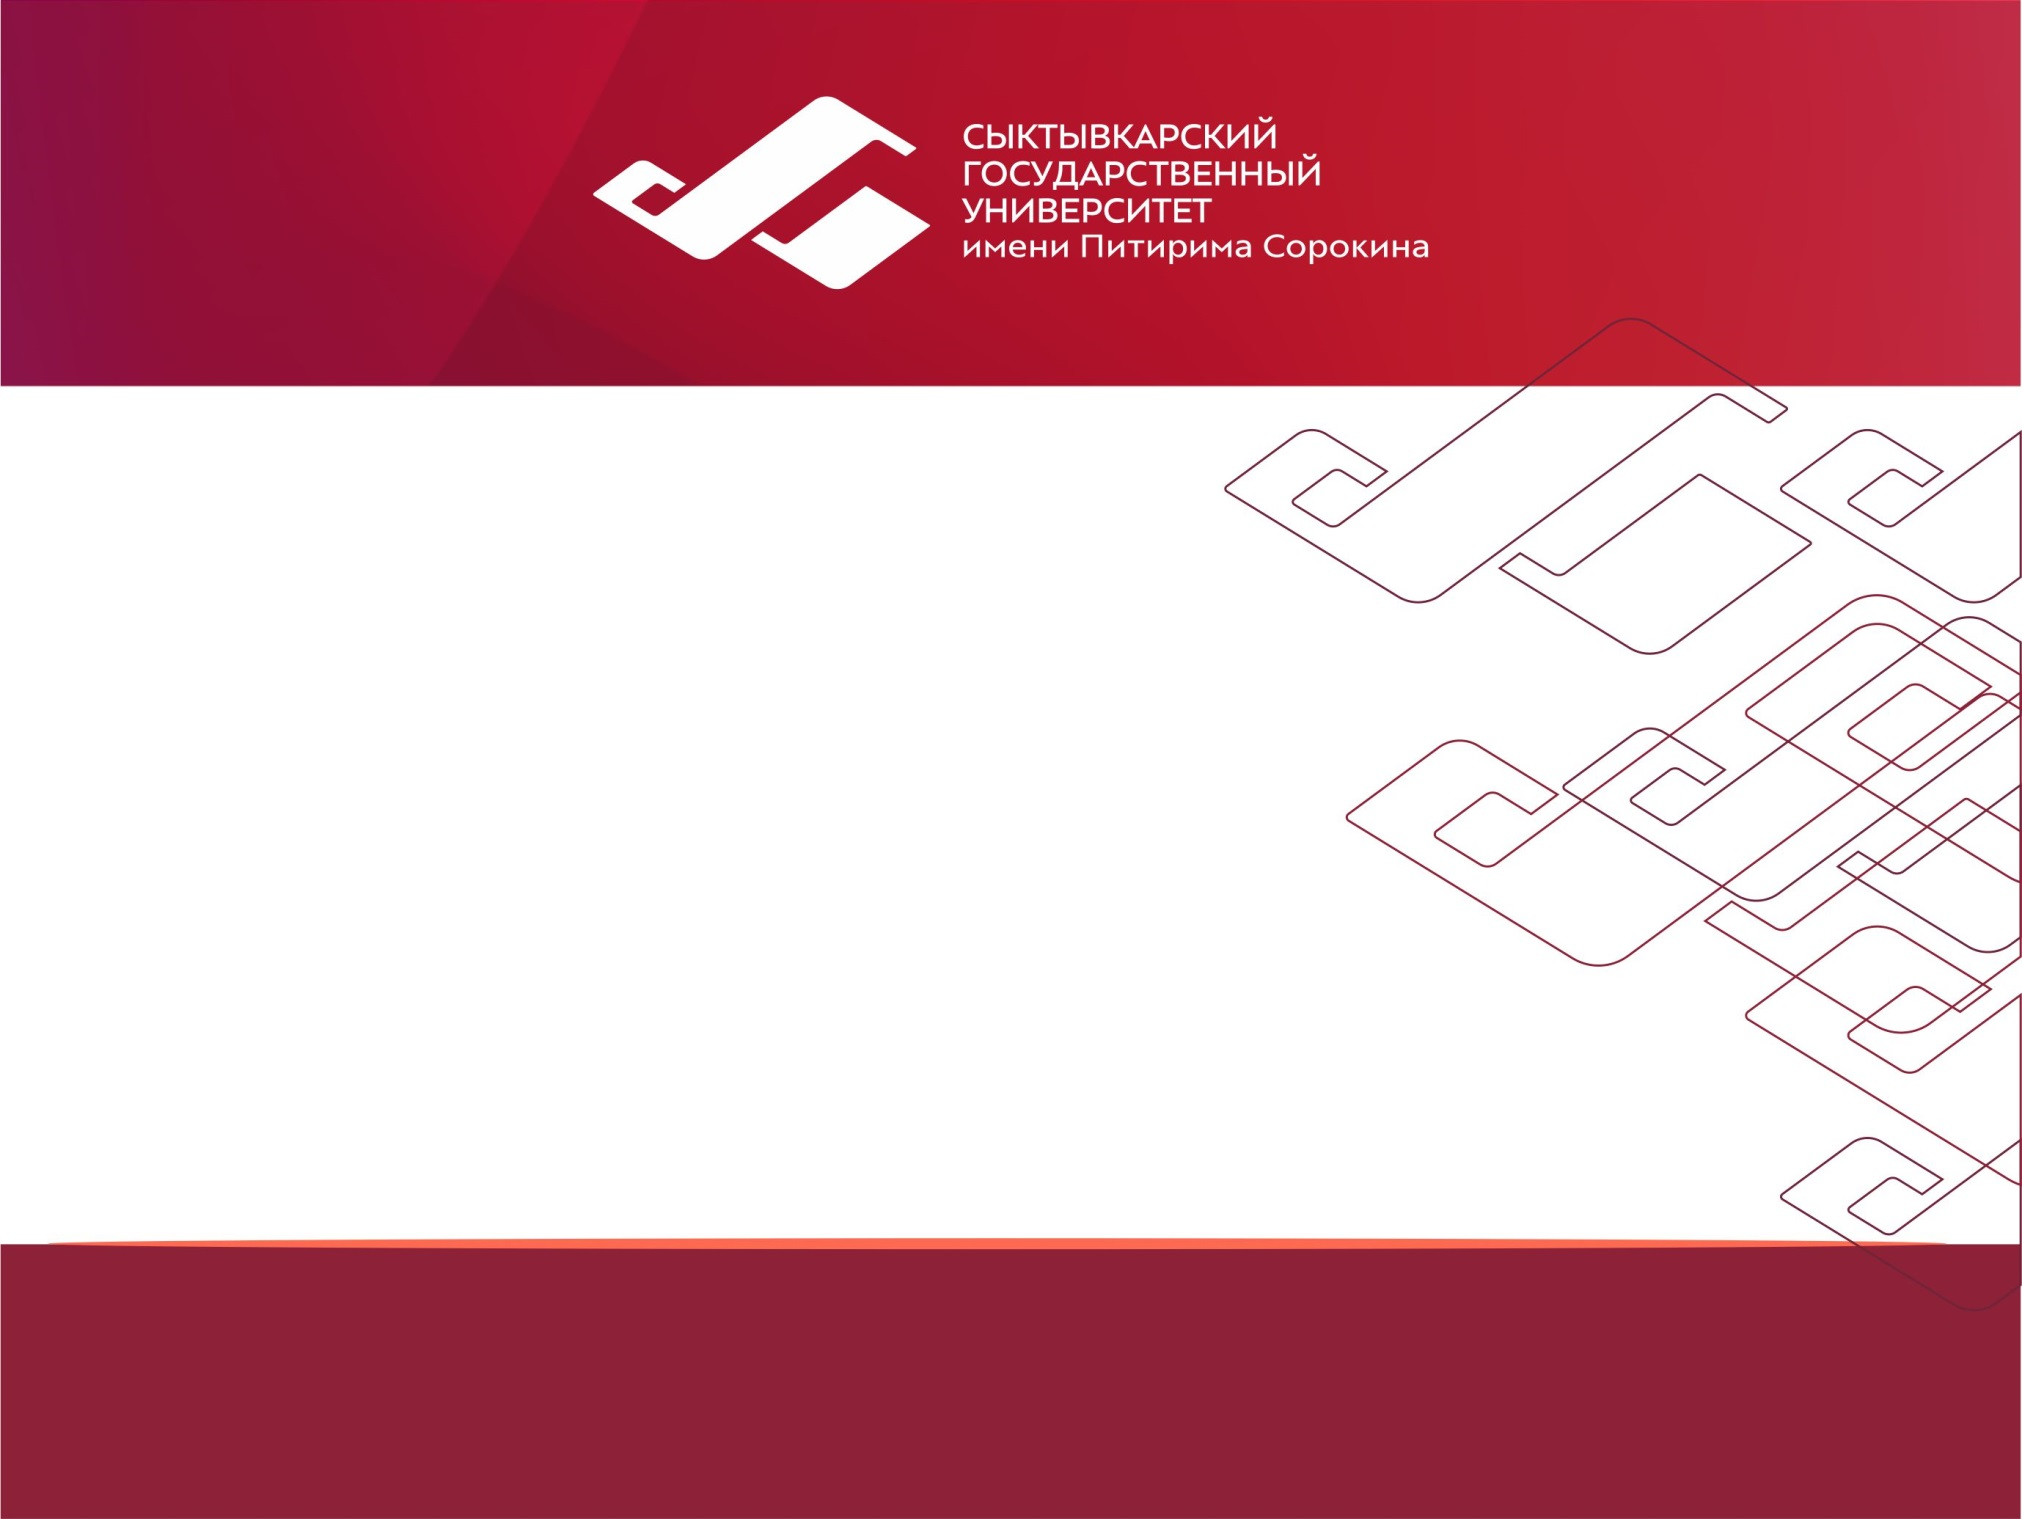 СЫКТЫВКАРСКИЙ
ГОСУДАРСТВЕННЫЙ
УНИВЕРСИТЕТ
имени Питирима Сорокина